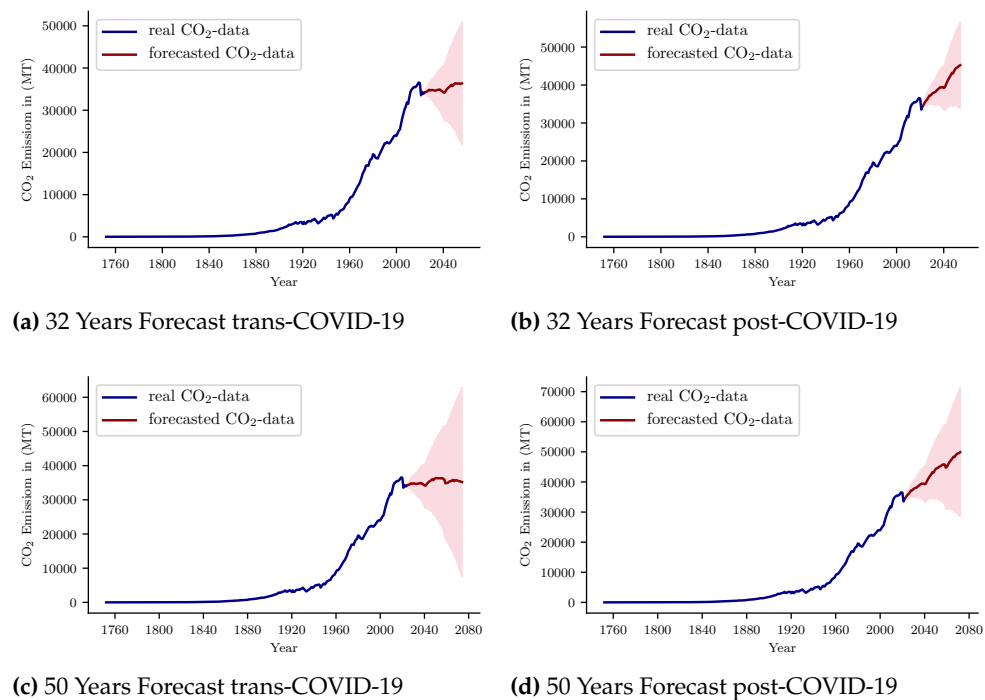 50000
40000
30000
20000
10000
0
CO₂ Emission in (MT)
real CO₂-data
forecasted CO₂-data
1760 1800 1840 1880 1920 1960 2000 2040
Year
(a) 32 Years Forecast trans-COVID-19
50000
40000
30000
20000
10000
0
CO₂ Emission in (MT)
real CO₂-data
forecasted CO₂-data
1760 1800 1840 1880 1920 1960 2000 2040
Year
(b) 32 Years Forecast post-COVID-19
60000
50000
40000
30000
20000
10000
0
CO₂ Emission in (MT)
real CO₂-data
forecasted CO₂-data
1760 1800 1840 1880 1920 1960 2000 2040 2080
Year
(c) 50 Years Forecast trans-COVID-19
70000
60000
50000
40000
30000
20000
10000
0
CO₂ Emission in (MT)
real CO₂-data
forecasted CO₂-data
1760 1800 1840 1880 1920 1960 2000 2040 2080
Year
(d) 50 Years Forecast post-COVID-19